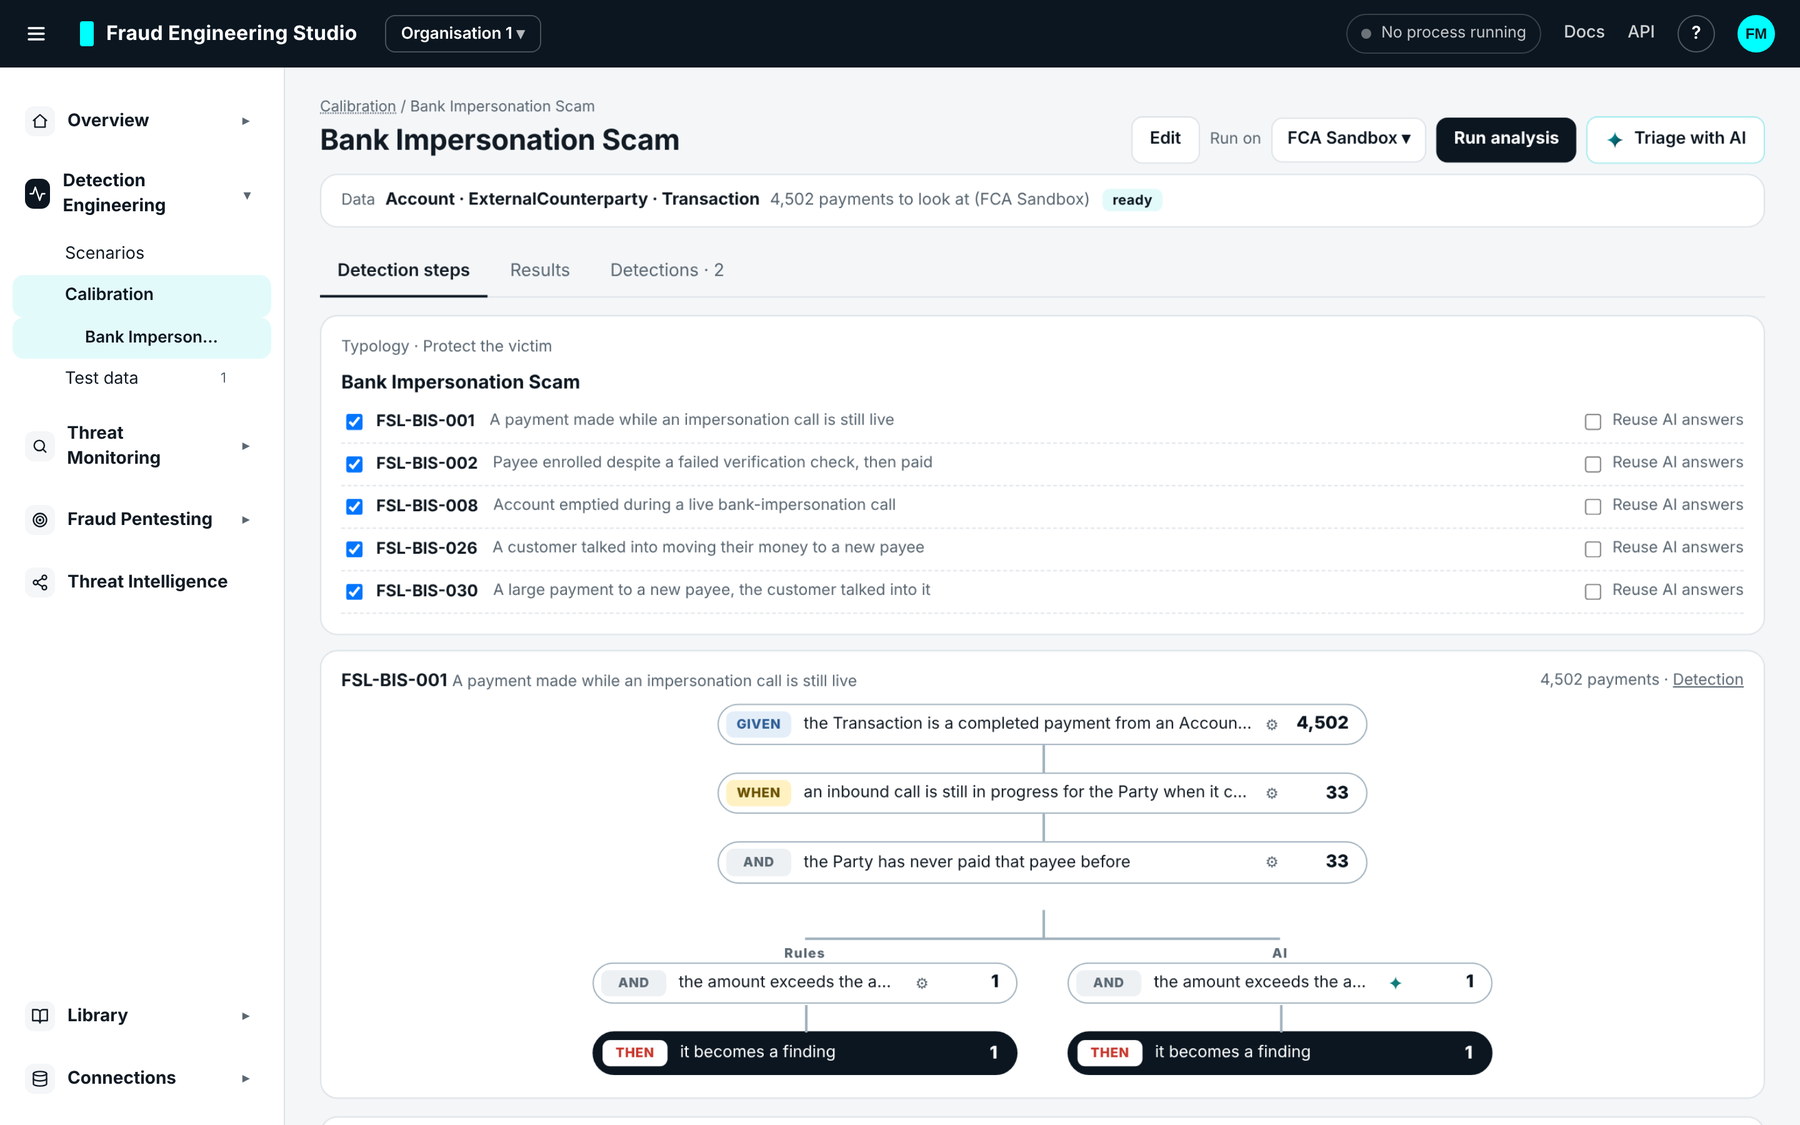 Fraud Engineering Studio
Organisation 1 ▾
No process running
Docs
API
?
FM
Overview
Detection
Engineering
Scenarios
Calibration
Bank Imperson...
Test data 1
Threat
Monitoring
Fraud Pentesting
Threat Intelligence
Library
Connections
Calibration / Bank Impersonation Scam
Bank Impersonation Scam
Edit
Run on
FCA Sandbox ▾
Run analysis
Triage with AI
Data Account · ExternalCounterparty · Transaction 4,502 payments to look at (FCA Sandbox) ready
Detection steps
Results
Detections · 2
Typology · Protect the victim
Bank Impersonation Scam
FSL-BIS-001 A payment made while an impersonation call is still live Reuse AI answers
FSL-BIS-002 Payee enrolled despite a failed verification check, then paid Reuse AI answers
FSL-BIS-008 Account emptied during a live bank-impersonation call Reuse AI answers
FSL-BIS-026 A customer talked into moving their money to a new payee Reuse AI answers
FSL-BIS-030 A large payment to a new payee, the customer talked into it Reuse AI answers
FSL-BIS-001 A payment made while an impersonation call is still live 4,502 payments · Detection
GIVEN the Transaction is a completed payment from an Accoun... 4,502
WHEN an inbound call is still in progress for the Party when it c... 33
AND the Party has never paid that payee before 33
Rules
AND the amount exceeds the a... 1
THEN it becomes a finding 1
AI
AND the amount exceeds the a... 1
THEN it becomes a finding 1